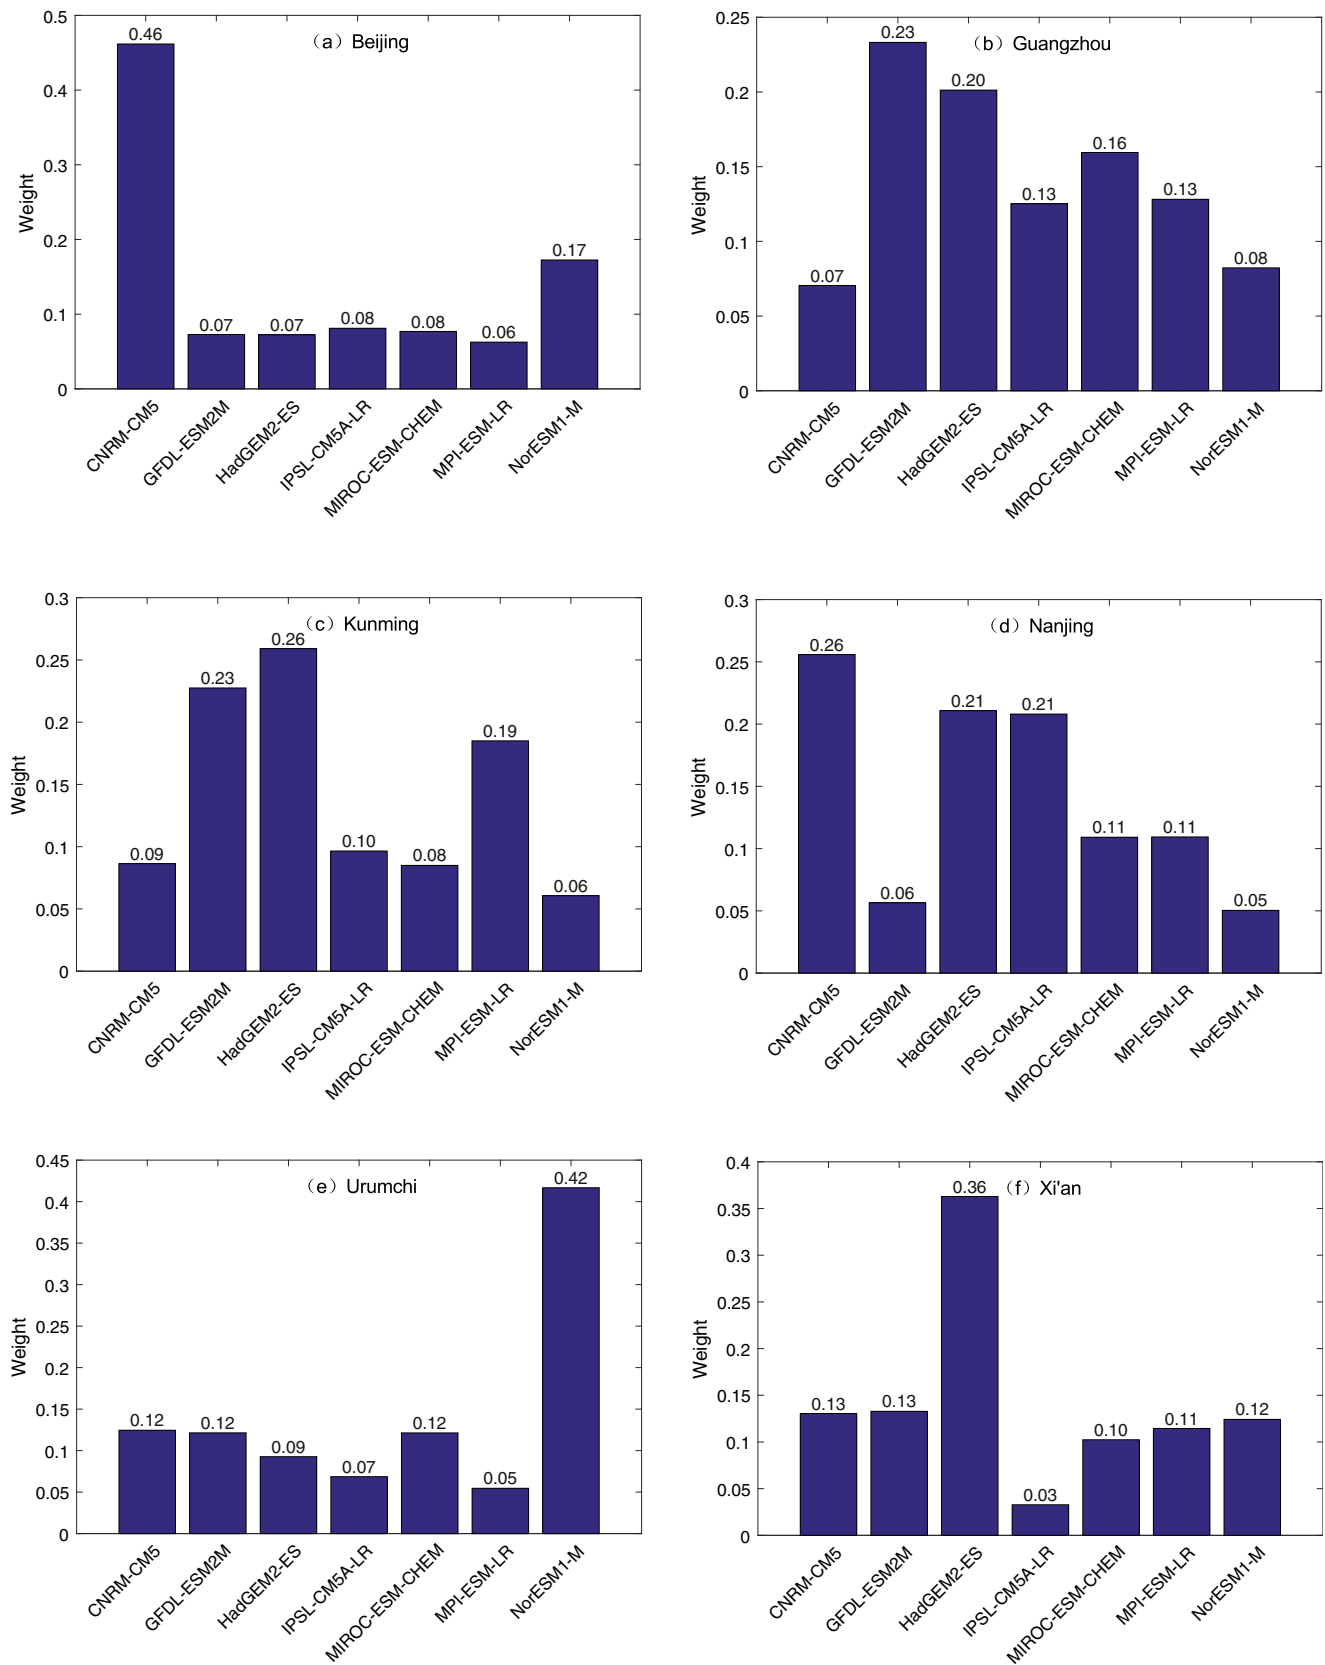 （a）Beijing
Weight
0.5
0.4
0.3
0.2
0.1
0
0.46
0.07
0.07
0.08
0.08
0.06
0.17
CNRM-CM5
GFDL-ESM2M
HadGEM2-ES
IPSL-CM5A-LR
MIROC-ESM-CHEM
MPI-ESM-LR
NorESM1-M
（b）Guangzhou
Weight
0.25
0.2
0.15
0.1
0.05
0
0.07
0.23
0.20
0.13
0.16
0.13
0.08
CNRM-CM5
GFDL-ESM2M
HadGEM2-ES
IPSL-CM5A-LR
MIROC-ESM-CHEM
MPI-ESM-LR
NorESM1-M
（c）Kunming
Weight
0.3
0.25
0.2
0.15
0.1
0.05
0
0.09
0.23
0.26
0.10
0.08
0.19
0.06
CNRM-CM5
GFDL-ESM2M
HadGEM2-ES
IPSL-CM5A-LR
MIROC-ESM-CHEM
MPI-ESM-LR
NorESM1-M
（d）Nanjing
Weight
0.3
0.25
0.2
0.15
0.1
0.05
0
0.26
0.06
0.21
0.21
0.11
0.11
0.05
CNRM-CM5
GFDL-ESM2M
HadGEM2-ES
IPSL-CM5A-LR
MIROC-ESM-CHEM
MPI-ESM-LR
NorESM1-M
（e）Urumchi
Weight
0.45
0.4
0.35
0.3
0.25
0.2
0.15
0.1
0.05
0
0.12
0.12
0.09
0.07
0.12
0.05
0.42
CNRM-CM5
GFDL-ESM2M
HadGEM2-ES
IPSL-CM5A-LR
MIROC-ESM-CHEM
MPI-ESM-LR
NorESM1-M
（f）Xi'an
Weight
0.4
0.35
0.3
0.25
0.2
0.15
0.1
0.05
0
0.13
0.13
0.36
0.03
0.10
0.11
0.12
CNRM-CM5
GFDL-ESM2M
HadGEM2-ES
IPSL-CM5A-LR
MIROC-ESM-CHEM
MPI-ESM-LR
NorESM1-M